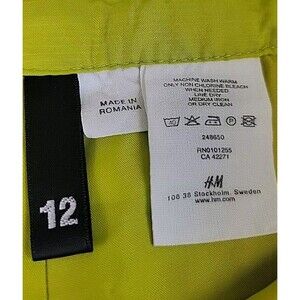 12
MADE IN
ROMANIA
MACHINE WASH WARM
ONLY NON CHLORINE BLEACH
WHEN NEEDED
LINE DRY
MEDIUM IRON
OR DRY CLEAN
248650
RN0101255
CA 42271
H&M
106 38 Stockholm. Sweden
www.hm.com